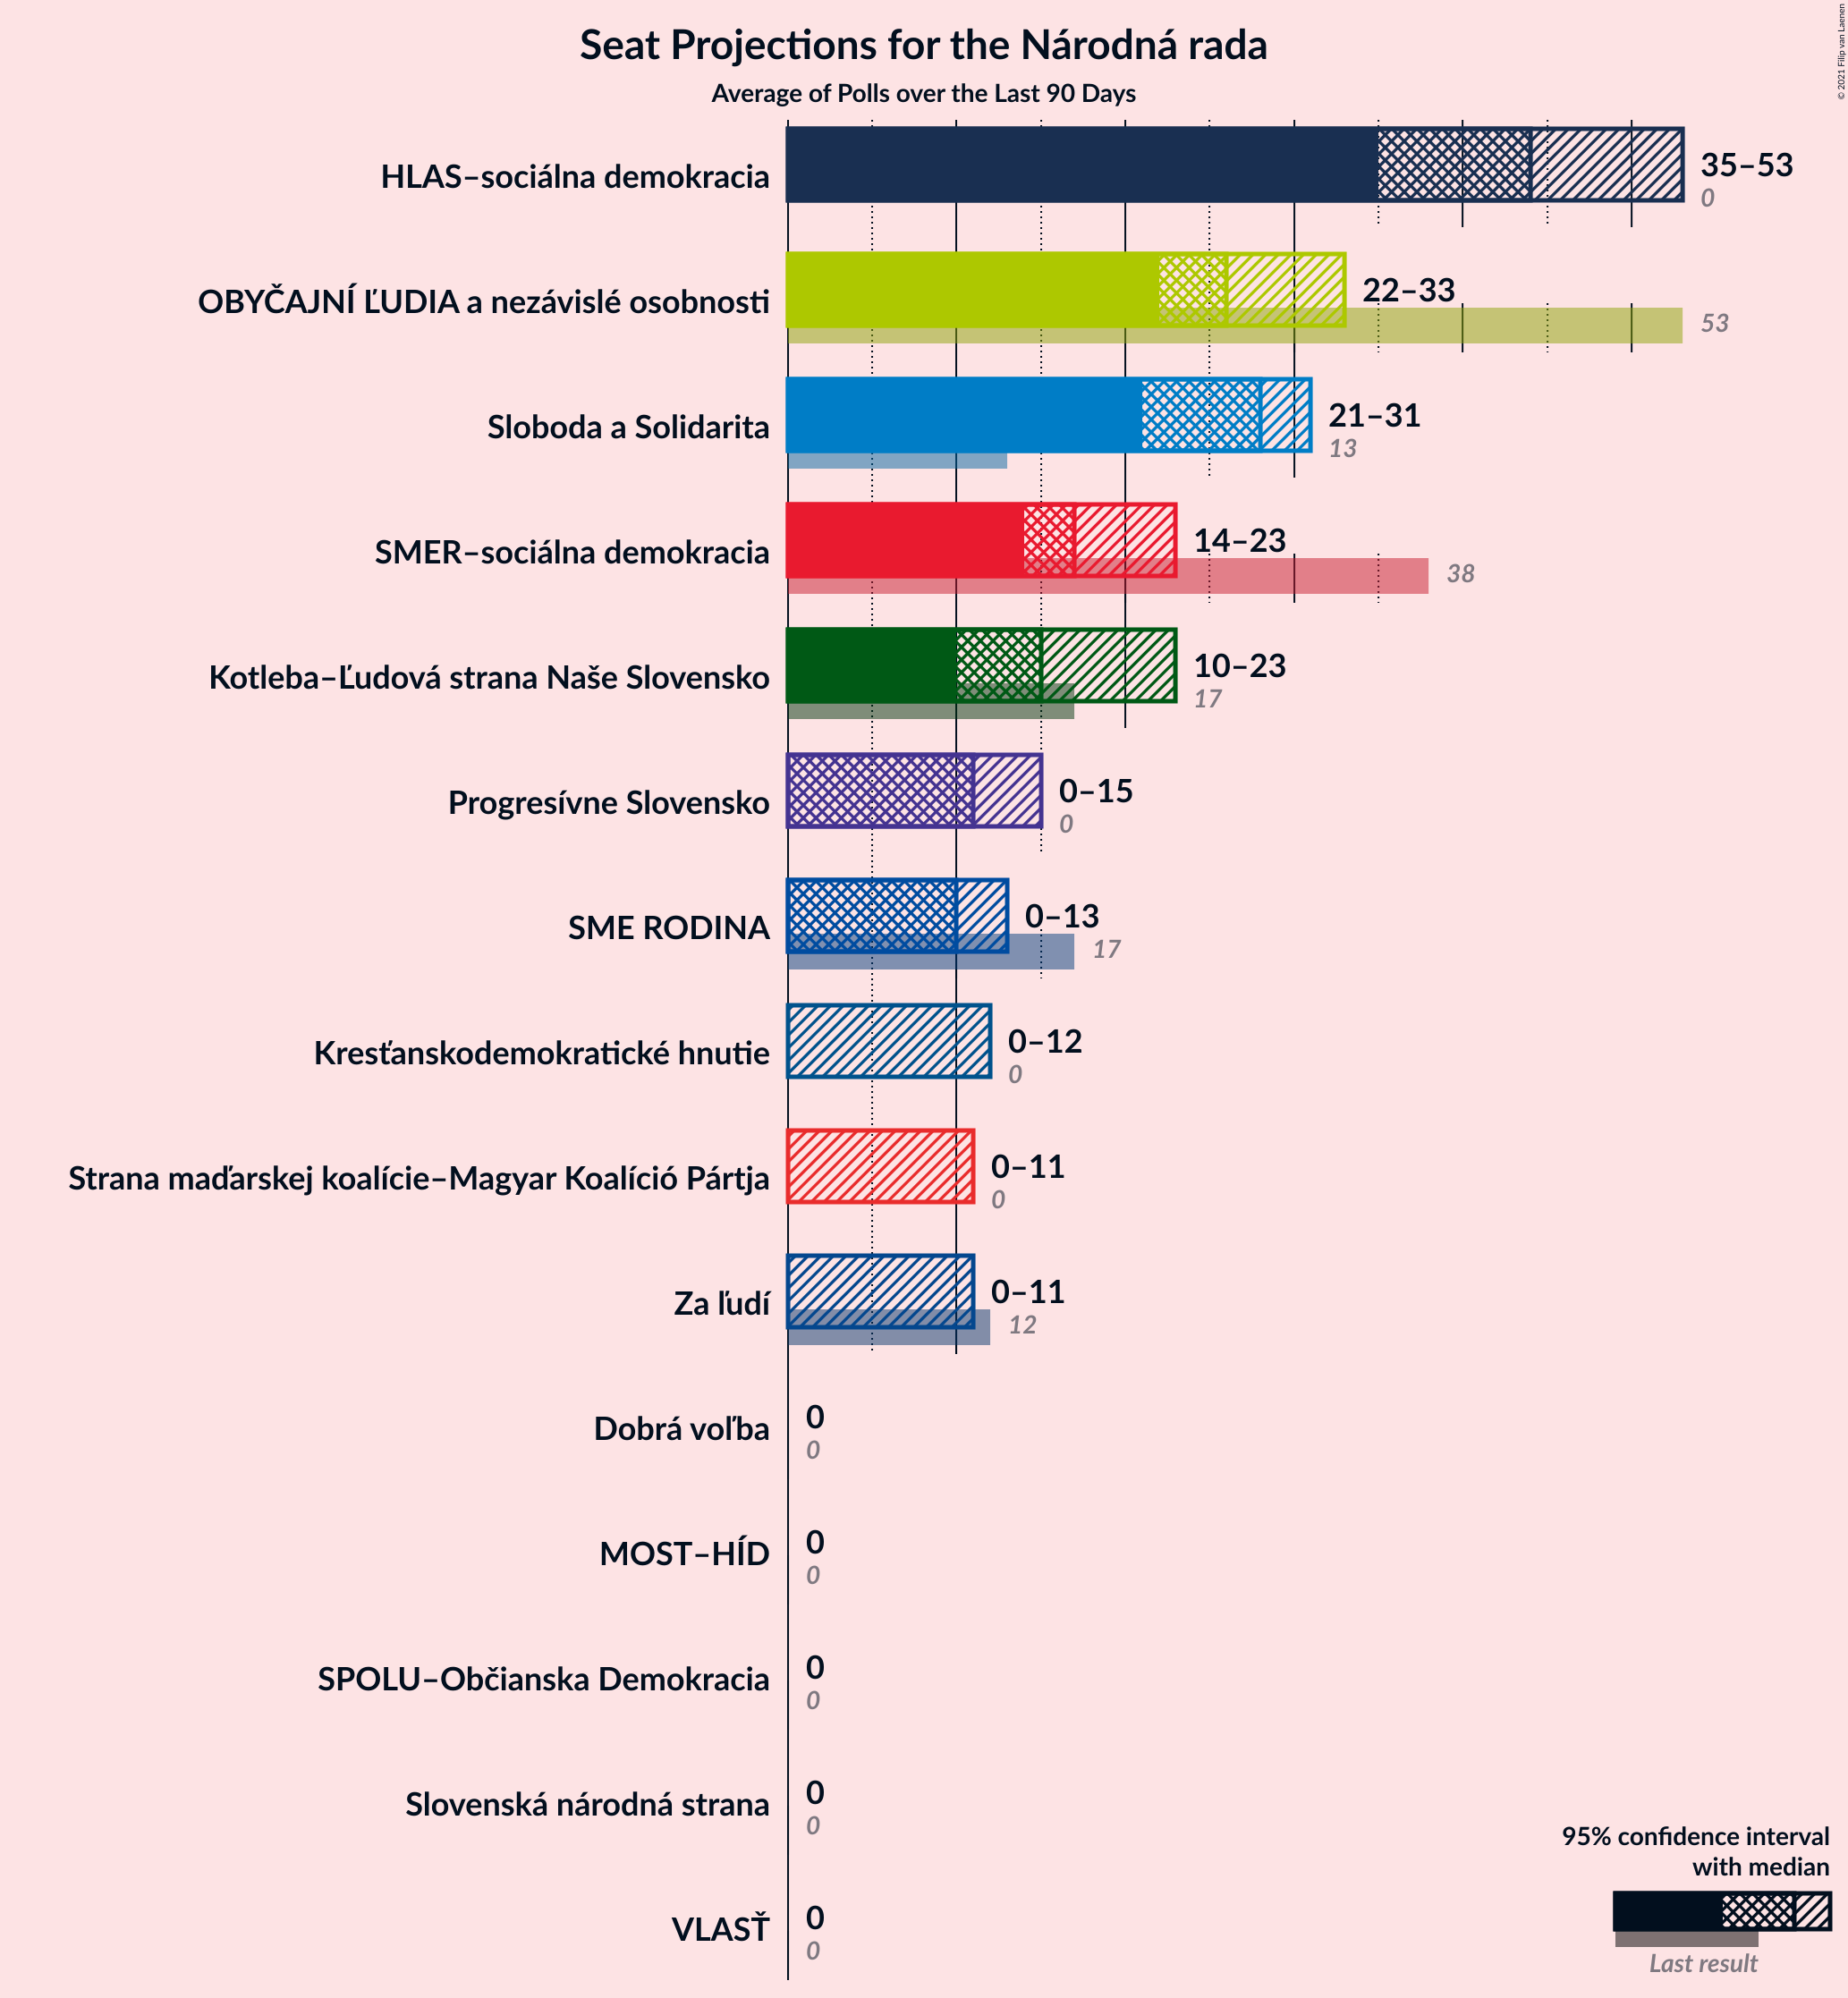 Seat Projections for the Národná rada
Average of Polls over the Last 90 Days
© 2021 Filip van Laenen
HLAS–sociálna demokracia
35–53
0
OBYČAJNÍ ĽUDIA a nezávislé osobnosti
22–33
53
Sloboda a Solidarita
21–31
13
SMER–sociálna demokracia
14–23
38
Kotleba–Ľudová strana Naše Slovensko
10–23
17
Progresívne Slovensko
0–15
0
SME RODINA
0–13
17
Kresťanskodemokratické hnutie
0–12
0
Strana maďarskej koalície–Magyar Koalíció Pártja
0–11
0
Za ľudí
0–11
12
Dobrá voľba
0
0
MOST–HÍD
0
0
SPOLU–Občianska Demokracia
0
0
Slovenská národná strana
0
0
VLASŤ
0
0
95% confidence interval
with median
Last result